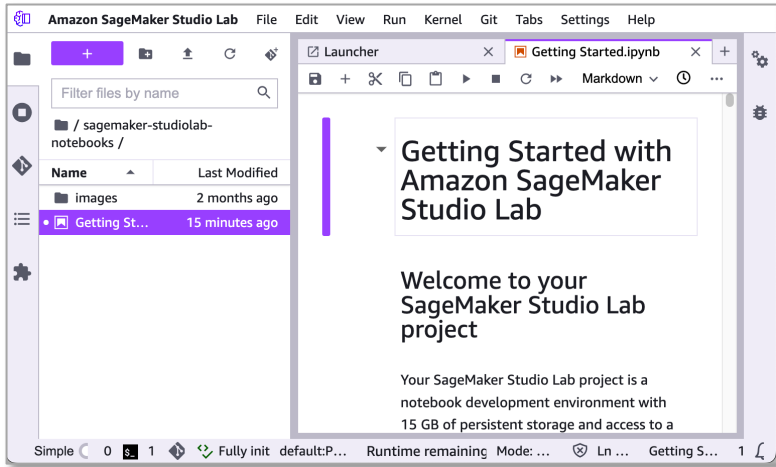 Amazon SageMaker Studio Lab File Edit View Run Kernel Git Tabs Settings Help
Launcher
Getting Started.ipynb
Markdown
Filter files by name
/ sagemaker-studiolab-
notebooks /
Name Last Modified
images 2 months ago
Getting St... 15 minutes ago
Getting Started with
Amazon SageMaker
Studio Lab
Welcome to your
SageMaker Studio Lab
project
Your SageMaker Studio Lab project is a
notebook development environment with
15 GB of persistent storage and access to a
Simple 0 $_ 1 Fully init default:P... Runtime remaining Mode: ... Ln ... Getting S... 1